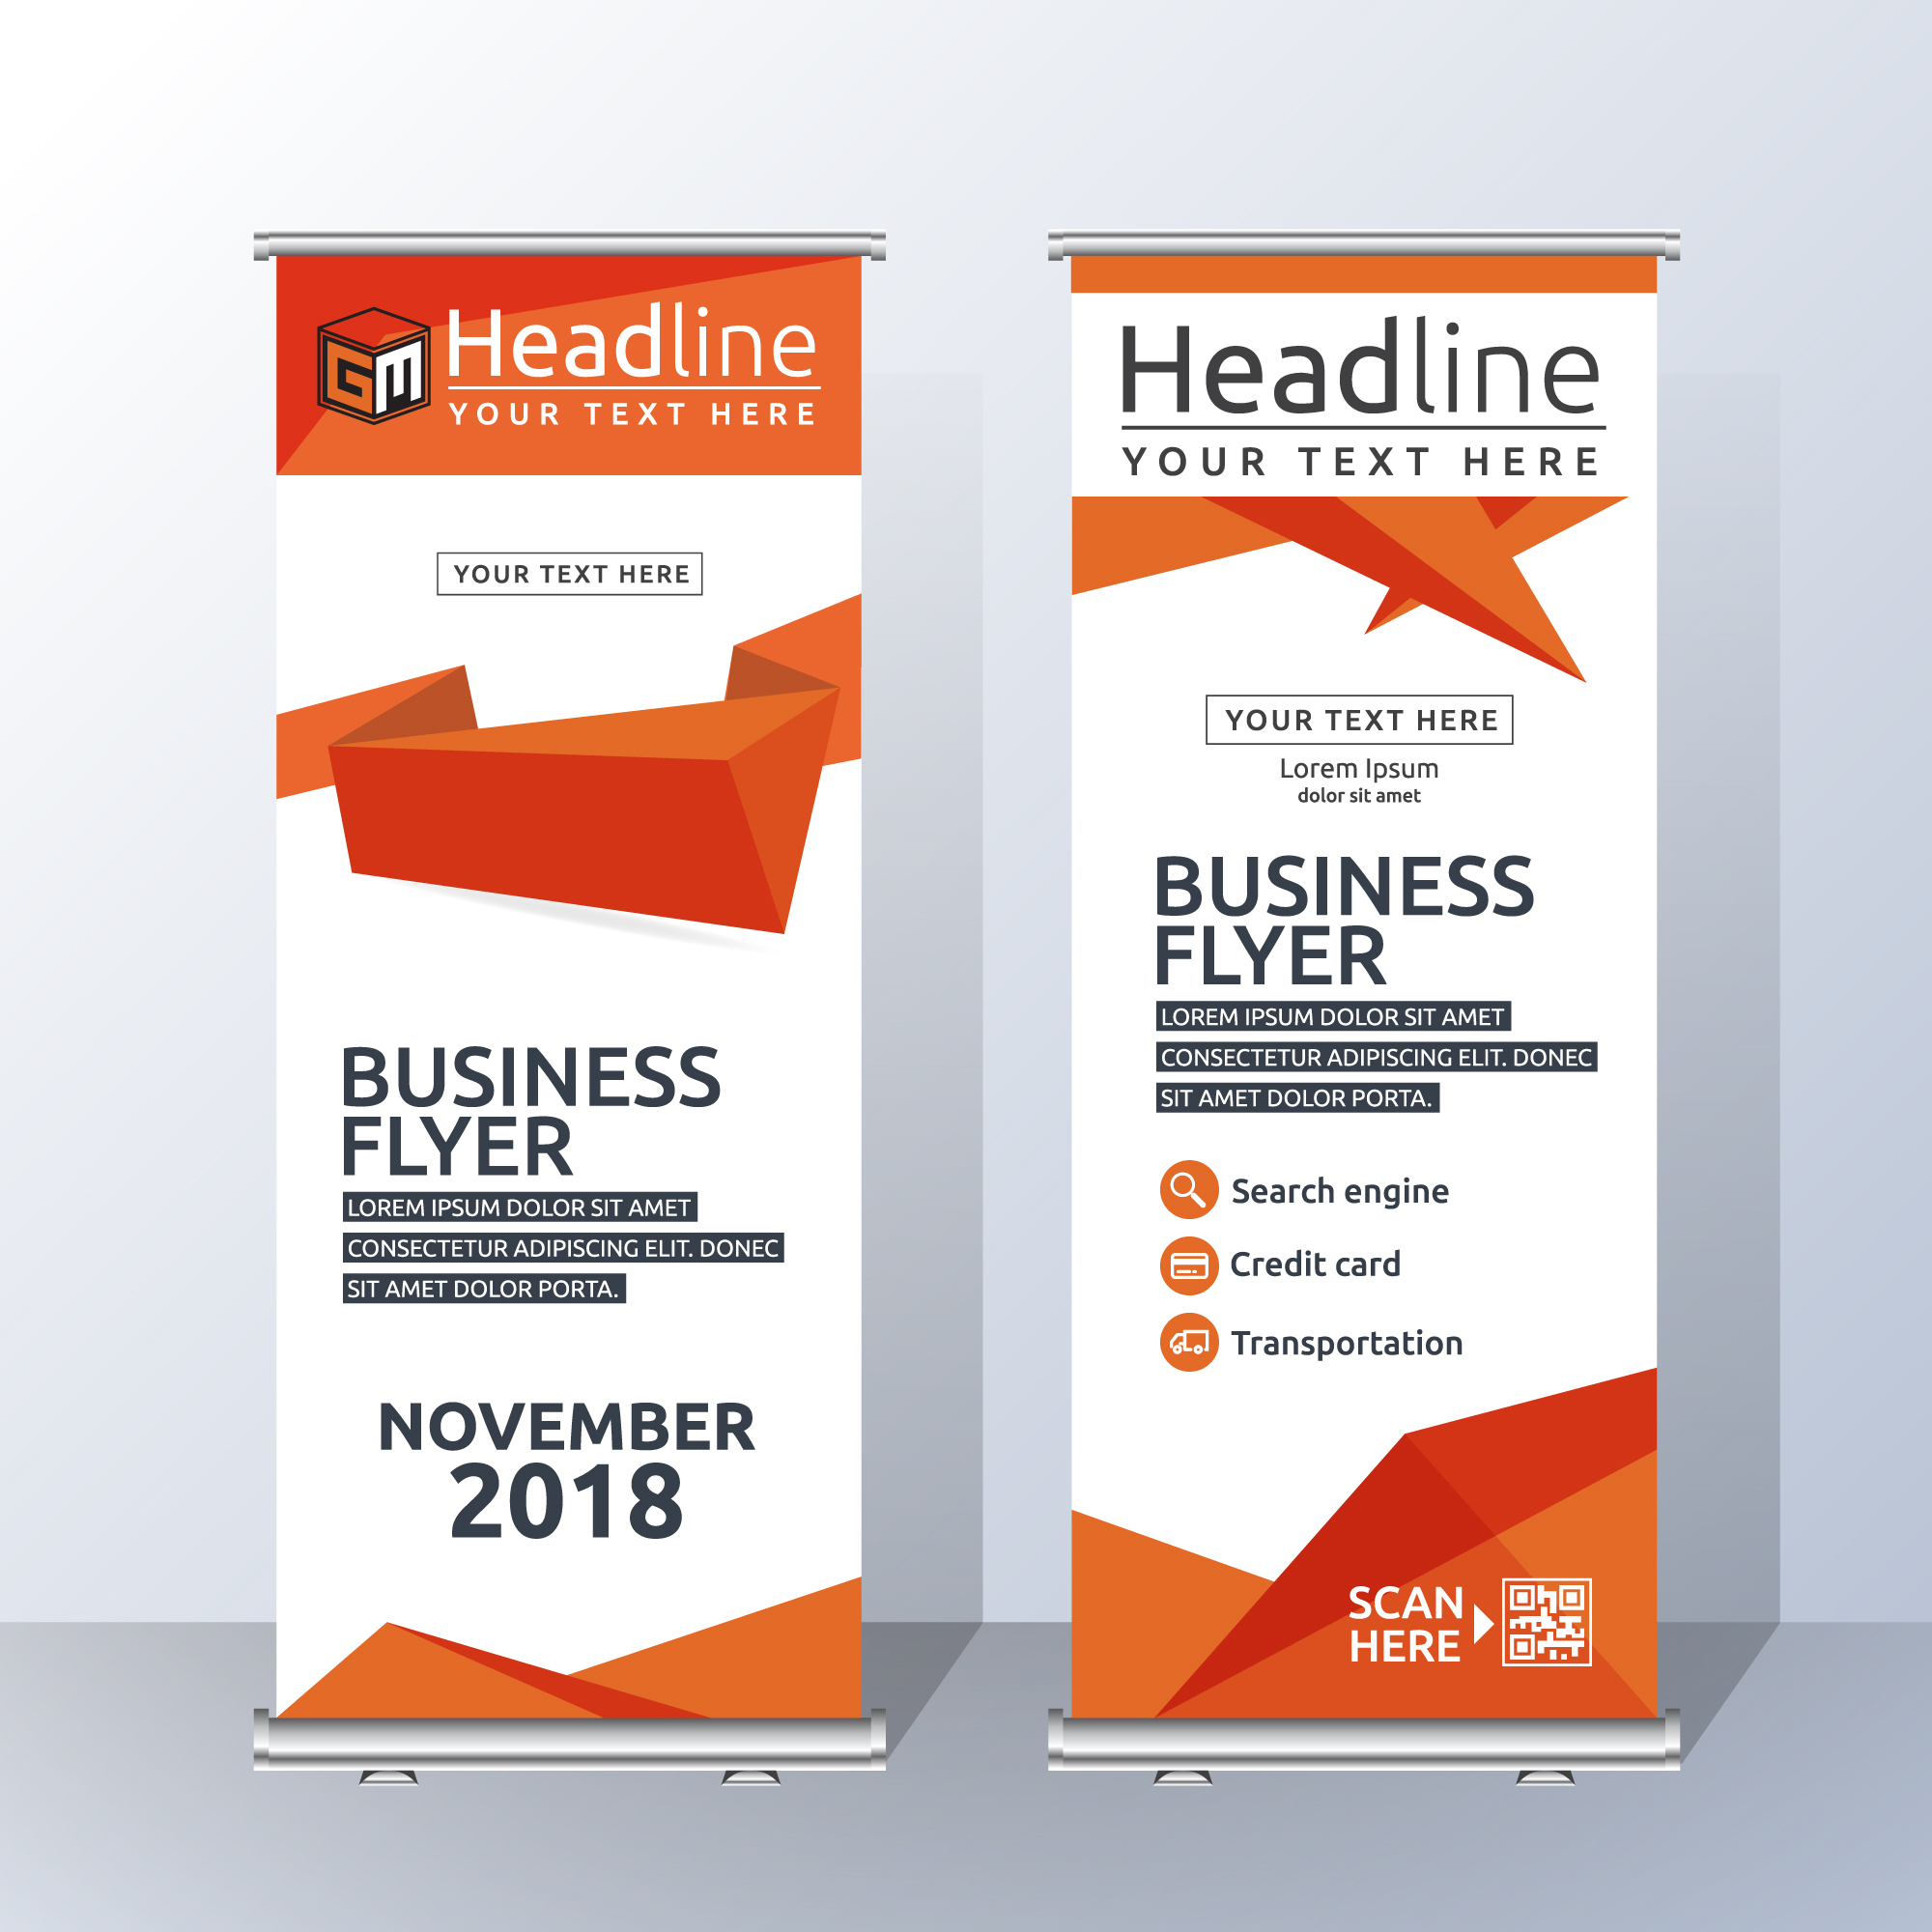 GM
Headline
YOUR TEXT HERE
YOUR TEXT HERE
BUSINESS
FLYER
LOREM IPSUM DOLOR SIT AMET
CONSECTETUR ADIPISCING ELIT. DONEC
SIT AMET DOLOR PORTA.
NOVEMBER
2018
Headline
YOUR TEXT HERE
YOUR TEXT HERE
Lorem Ipsum
dolor sit amet
BUSINESS
FLYER
LOREM IPSUM DOLOR SIT AMET
CONSECTETUR ADIPISCING ELIT. DONEC
SIT AMET DOLOR PORTA.
Search engine
Credit card
Transportation
SCAN
HERE